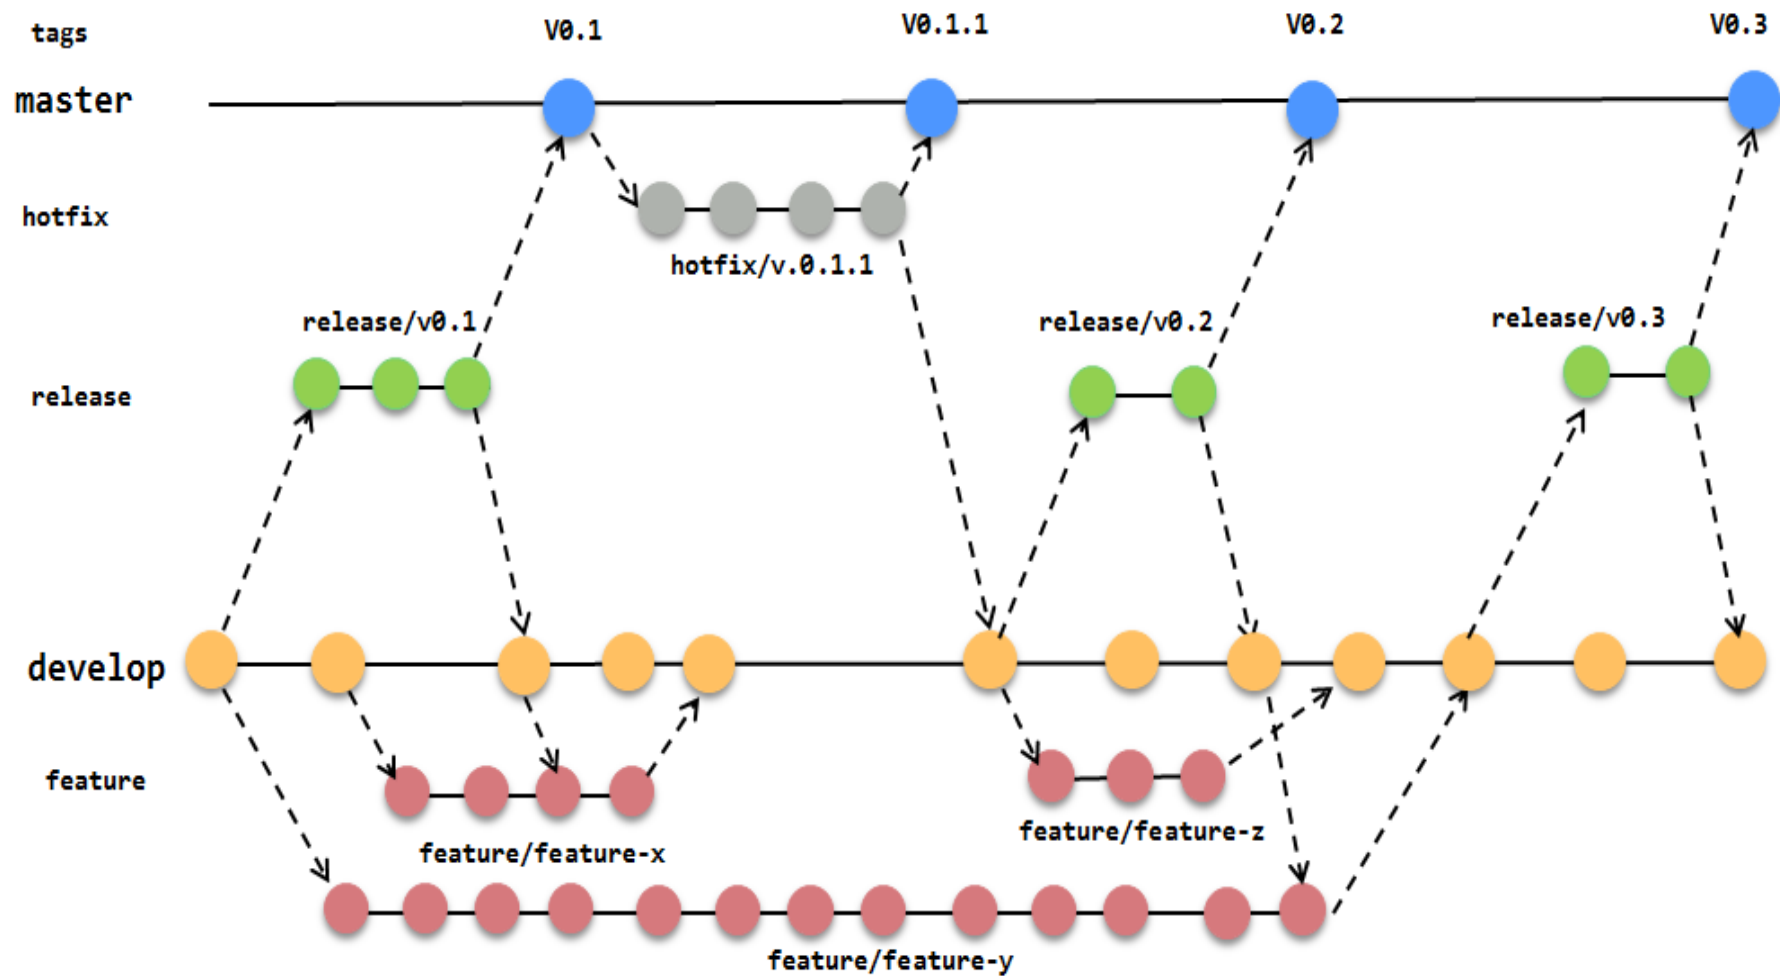 tags
V0.1
V0.1.1
V0.2
V0.3
master
hotfix
hotfix/v.0.1.1
release/v0.1
release/v0.2
release/v0.3
release
develop
feature
feature/feature-x
feature/feature-z
feature/feature-y